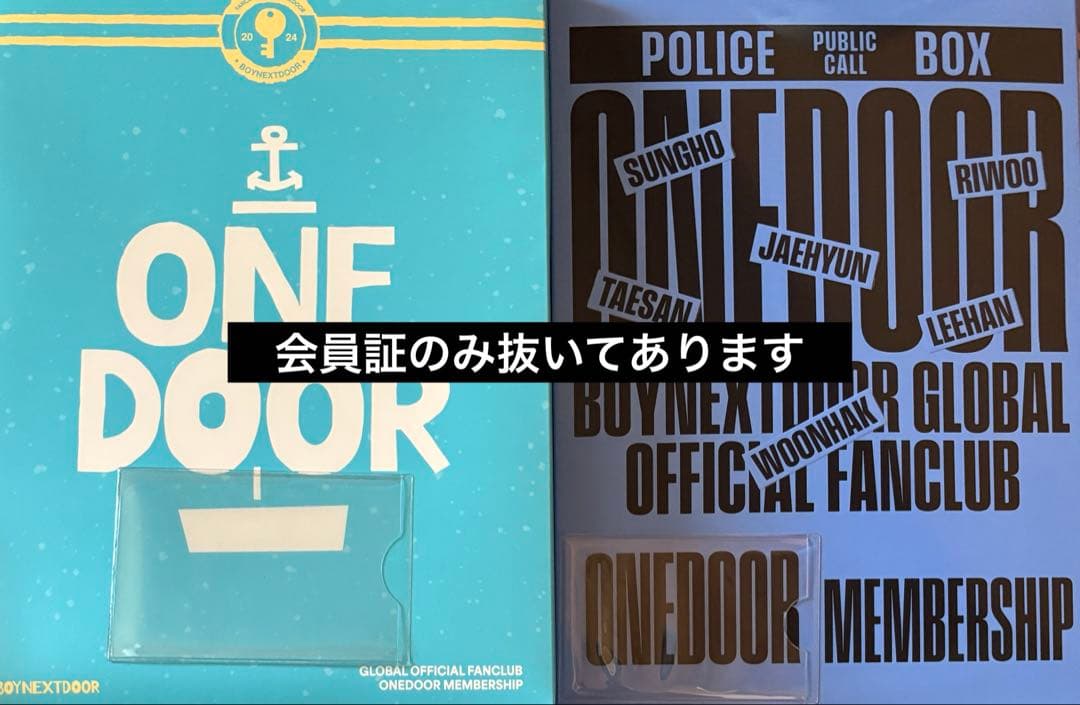 20 24
BOYNEXTDOOR
ONE
DOOR
BOYNEXTDOOR
GLOBAL OFFICIAL FANCLUB
ONEDOOR MEMBERSHIP
会員証のみ抜いてあります
POLICE PUBLIC CALL BOX
ONEDOOR
SUNGHO
RIWOO
JAEHYUN
TAESAN
LEEHAN
BOYNEXTDOOR GLOBAL
WOONHAK
OFFICIAL FANCLUB
ONEDOOR MEMBERSHIP